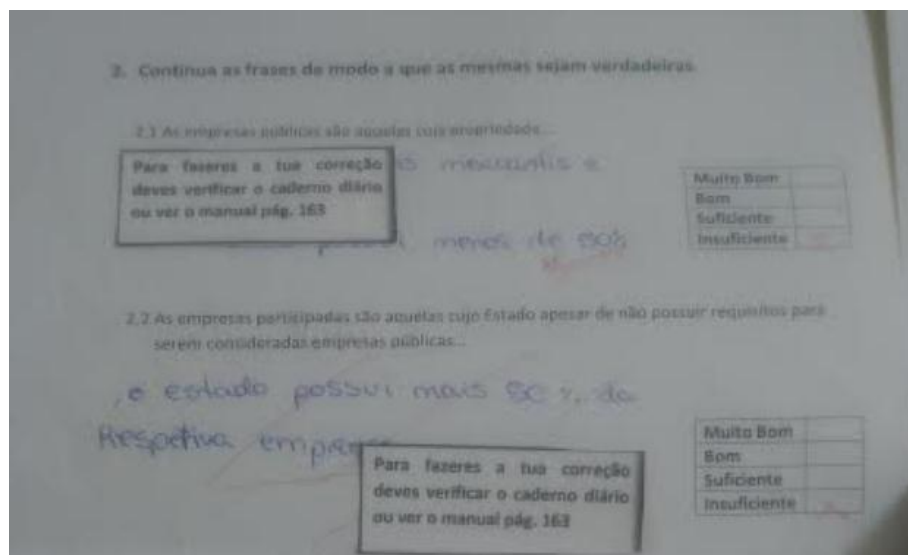 2. Continua as frases de modo a que as mesmas sejam verdadeiras.
2.1 As empresas públicas são aquelas cuja propriedade...
Para fazeres a tua correção
deves verificar o caderno diário
ou ver o manual pág. 163
is mercantis e
menos de 50%
Muito Bom
Bom
Suficiente
Insuficiente
2.2 As empresas participadas são aquelas cujo Estado apesar de não possuir requisitos para
serem consideradas empresas públicas...
, o estado possui mais 50 % da
Respetiva empresa
Para fazeres a tua correção
deves verificar o caderno diário
ou ver o manual pág. 163
Muito Bom
Bom
Suficiente
Insuficiente